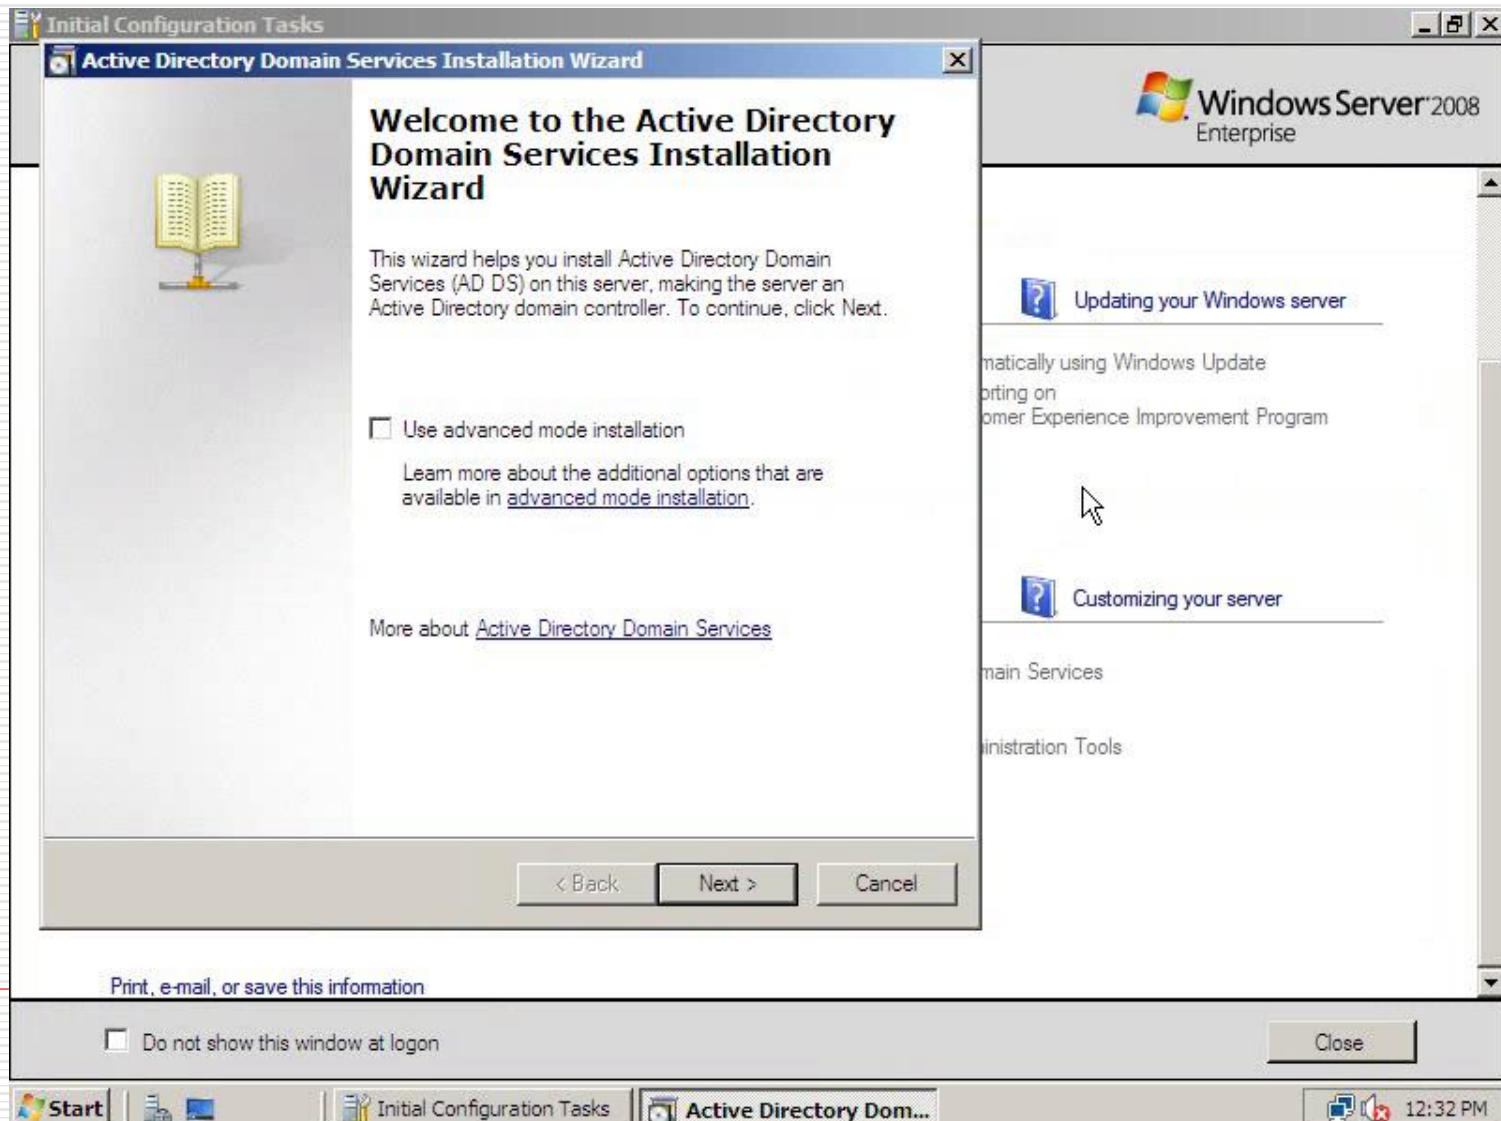 Initial Configuration Tasks
Active Directory Domain Services Installation Wizard
Windows Server 2008
Enterprise
Welcome to the Active Directory
Domain Services Installation
Wizard
This wizard helps you install Active Directory Domain
Services (AD DS) on this server, making the server an
Active Directory domain controller. To continue, click Next.
Use advanced mode installation
Learn more about the additional options that are
available in advanced mode installation.
More about Active Directory Domain Services
< Back
Next >
Cancel
Updating your Windows server
matically using Windows Update
orting on
omer Experience Improvement Program
Customizing your server
main Services
inistration Tools
Print, e-mail, or save this information
Do not show this window at logon
Close
Start
Initial Configuration Tasks
Active Directory Dom...
12:32 PM